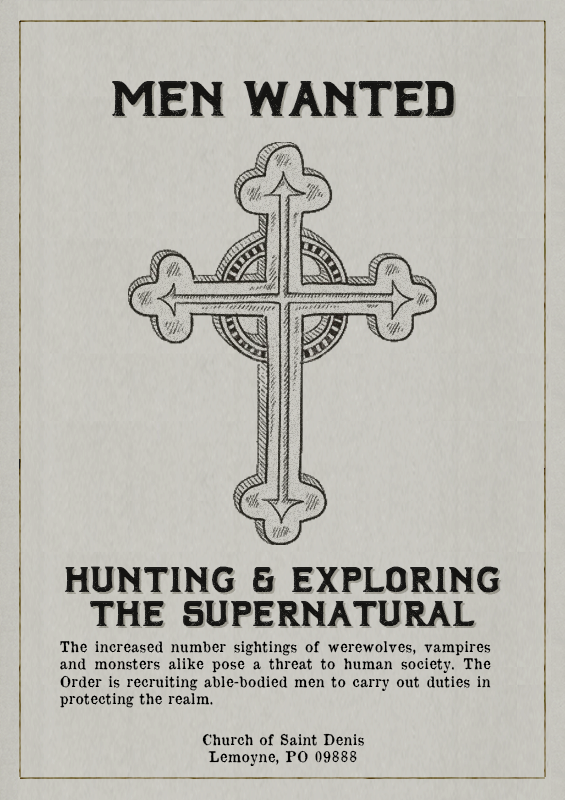 MEN WANTED
HUNTING & EXPLORING
THE SUPERNATURAL
The increased number sightings of werewolves, vampires
and monsters alike pose a threat to human society. The
Order is recruiting able-bodied men to carry out duties in
protecting the realm.
Church of Saint Denis
Lemoyne, PO 09888